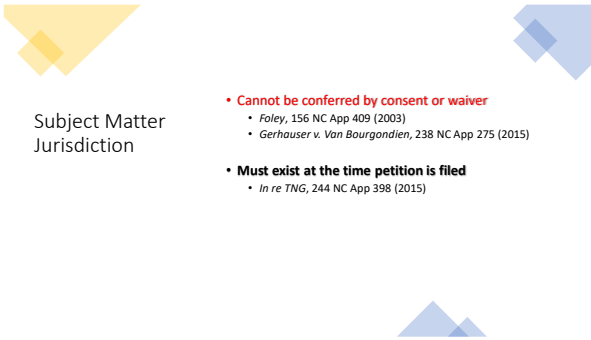 Subject Matter
Jurisdiction
• Cannot be conferred by consent or waiver
• Foley, 156 NC App 409 (2003)
• Gerhauser v. Van Bourgondien, 238 NC App 275 (2015)
• Must exist at the time petition is filed
• In re TNG, 244 NC App 398 (2015)